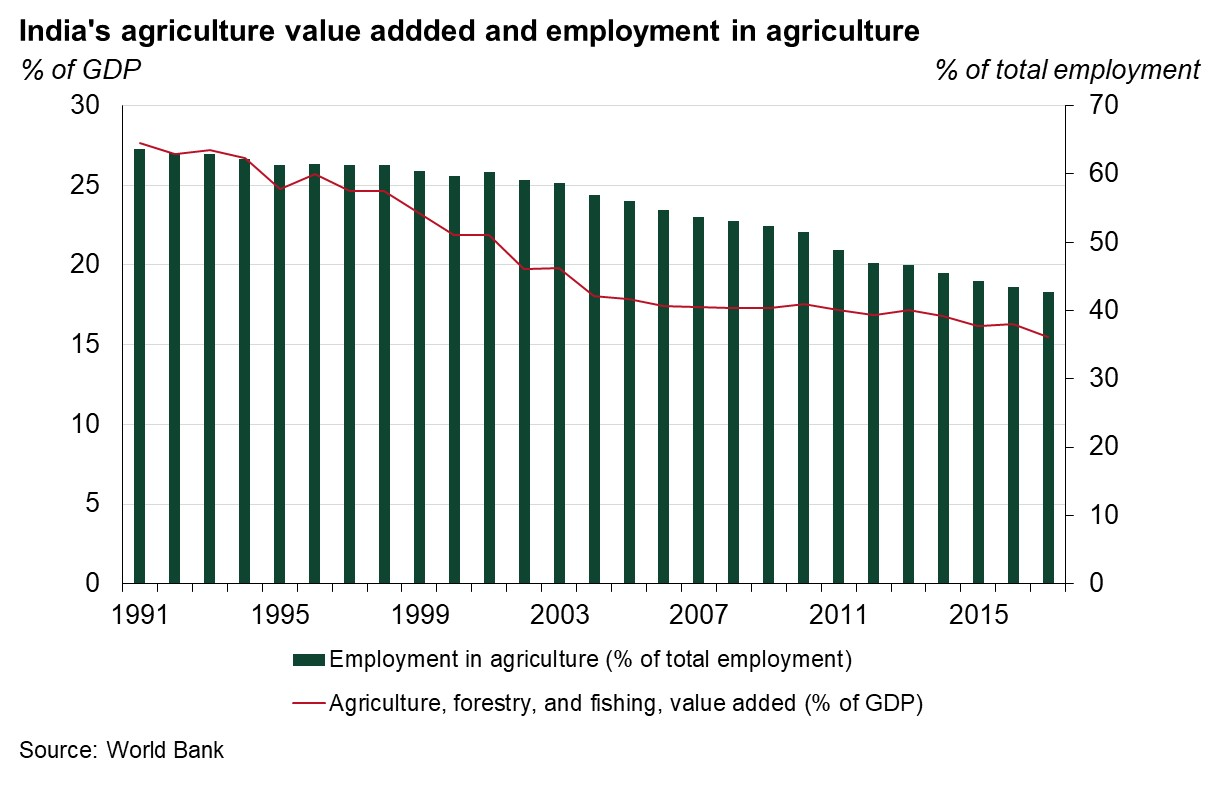 India's agriculture value addded and employment in agriculture
% of GDP % of total employment
30 70
25 60
20 50
15 40
10 30
5 20
0 10
0
1991 1995 1999 2003 2007 2011 2015
Employment in agriculture (% of total employment)
Agriculture, forestry, and fishing, value added (% of GDP)
Source: World Bank